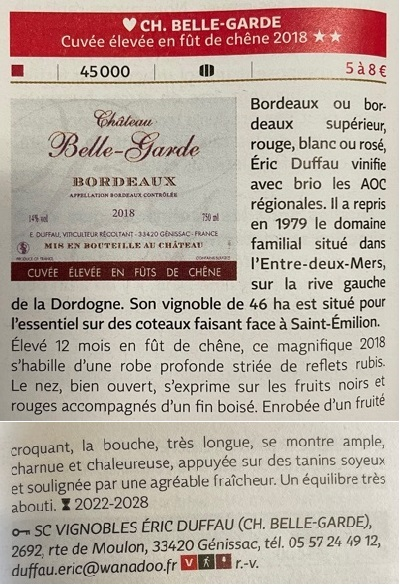 ♥ CH. BELLE-GARDE
Cuvée élevée en fût de chêne 2018 ★★
45 000
5 à 8 €
Château
Belle-Garde
BORDEAUX
APPELLATION BORDEAUX CONTRÔLÉE
2018
14% vol
750 ml
E. DUFFAU, VITICULTEUR RÉCOLTANT - 33420 GÉNISSAC - FRANCE
MIS EN BOUTEILLE AU CHÂTEAU
PRODUCE OF FRANCE
CUVÉE ÉLEVÉE EN FÛTS DE CHÊNE
Bordeaux ou bor-
deaux supérieur,
rouge, blanc ou rosé,
Éric Duffau vinifie
avec brio les AOC
régionales. Il a repris
en 1979 le domaine
familial situé dans
l'Entre-deux-Mers,
sur la rive gauche
de la Dordogne. Son vignoble de 46 ha est situé pour
l'essentiel sur des coteaux faisant face à Saint-Émilion.
Élevé 12 mois en fût de chêne, ce magnifique 2018
s'habille d'une robe profonde striée de reflets rubis.
Le nez, bien ouvert, s'exprime sur les fruits noirs et
rouges accompagnés d'un fin boisé. Enrobée d'un fruité
croquant, la bouche, très longue, se montre ample,
charnue et chaleureuse, appuyée sur des tanins soyeux
et soulignée par une agréable fraîcheur. Un équilibre très
abouti. 2022-2028
SC VIGNOBLES ÉRIC DUFFAU (CH. BELLE-GARDE),
2692, rte de Moulon, 33420 Génissac, tél. 05 57 24 49 12,
duffau.eric@wanadoo.fr V r.-v.